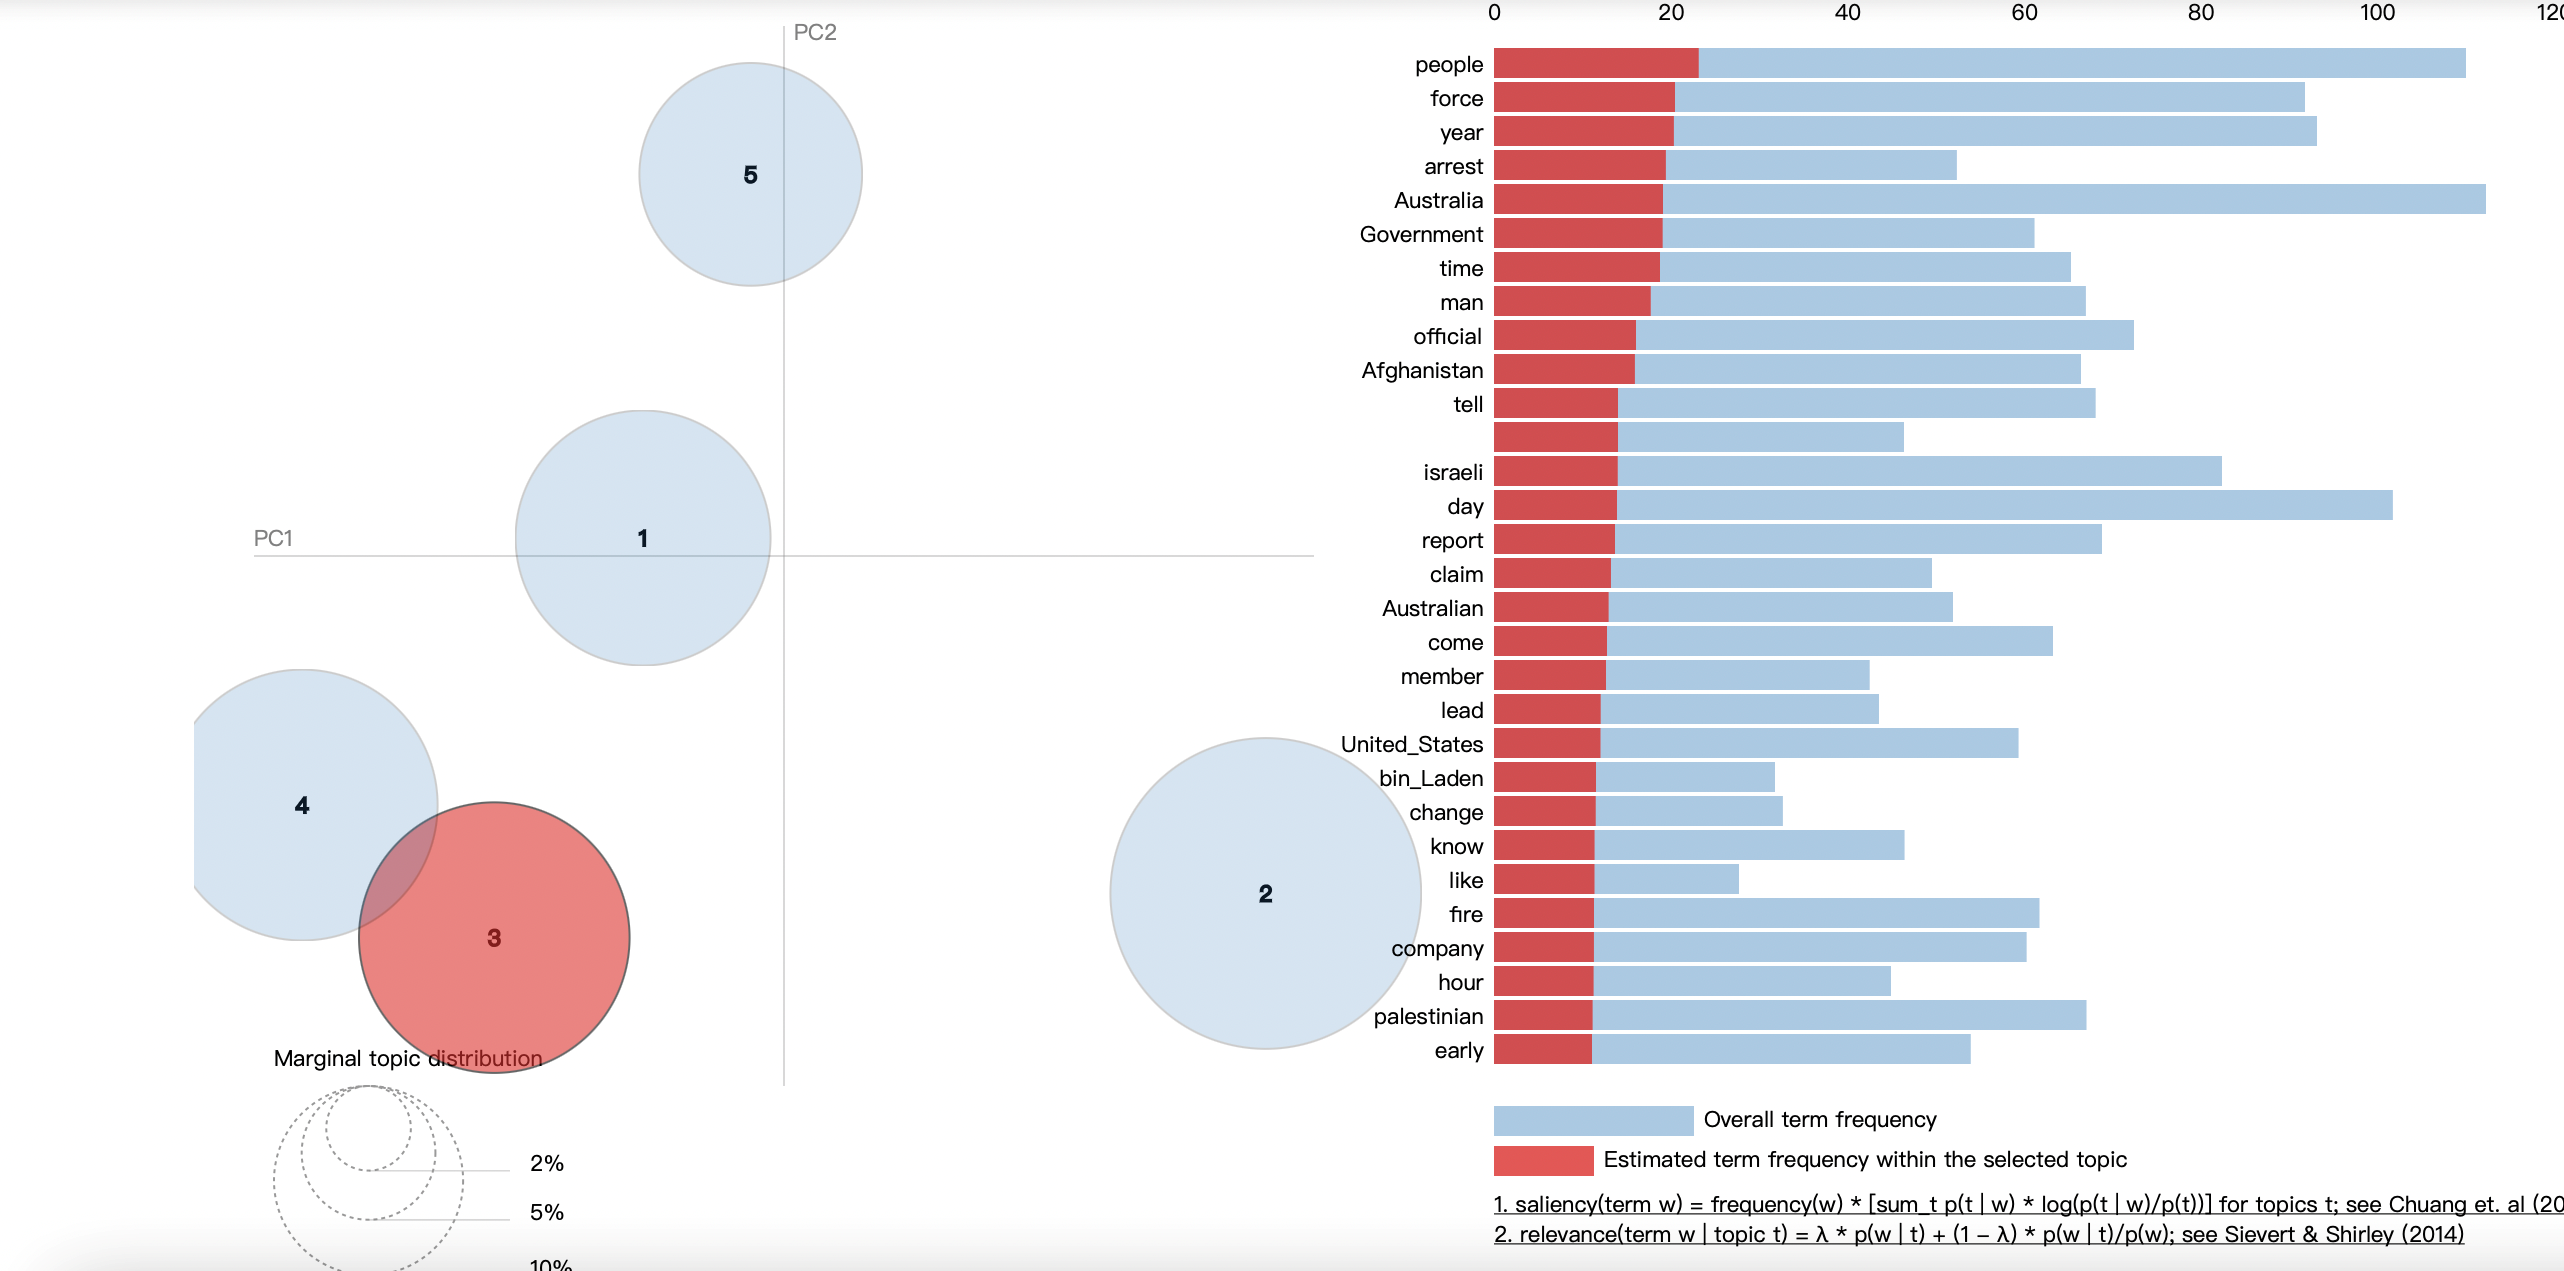 PC2
5
1
PC1
4
3
2
Marginal topic distribution
2%
5%
10%
0 20 40 60 80 100 120
people
force
year
arrest
Australia
Government
time
man
official
Afghanistan
tell
israeli
day
report
claim
Australian
come
member
lead
United_States
bin_Laden
change
know
like
fire
company
hour
palestinian
early
Overall term frequency
Estimated term frequency within the selected topic
1. saliency(term w) = frequency(w) * [sum_t p(t | w) * log(p(t | w)/p(t))] for topics t; see Chuang et. al (20
2. relevance(term w | topic t) = λ * p(w | t) + (1 − λ) * p(w | t)/p(w); see Sievert & Shirley (2014)